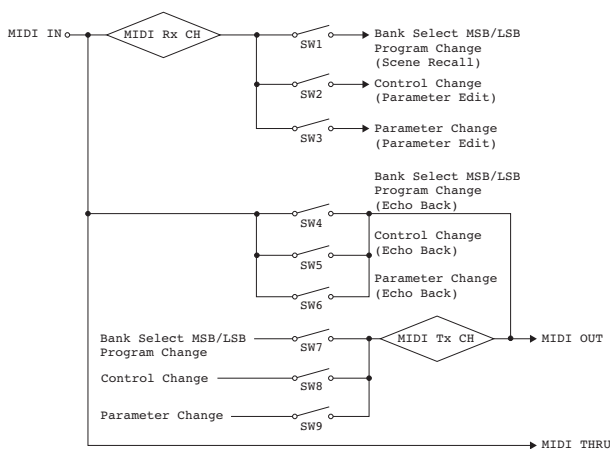 MIDI IN
MIDI Rx CH
SW1
Bank Select MSB/LSB
Program Change
(Scene Recall)
SW2
Control Change
(Parameter Edit)
SW3
Parameter Change
(Parameter Edit)
Bank Select MSB/LSB
Program Change
(Echo Back)
SW4
Control Change
(Echo Back)
SW5
Parameter Change
(Echo Back)
SW6
Bank Select MSB/LSB
Program Change
SW7
MIDI Tx CH
MIDI OUT
Control Change
SW8
Parameter Change
SW9
MIDI THRU